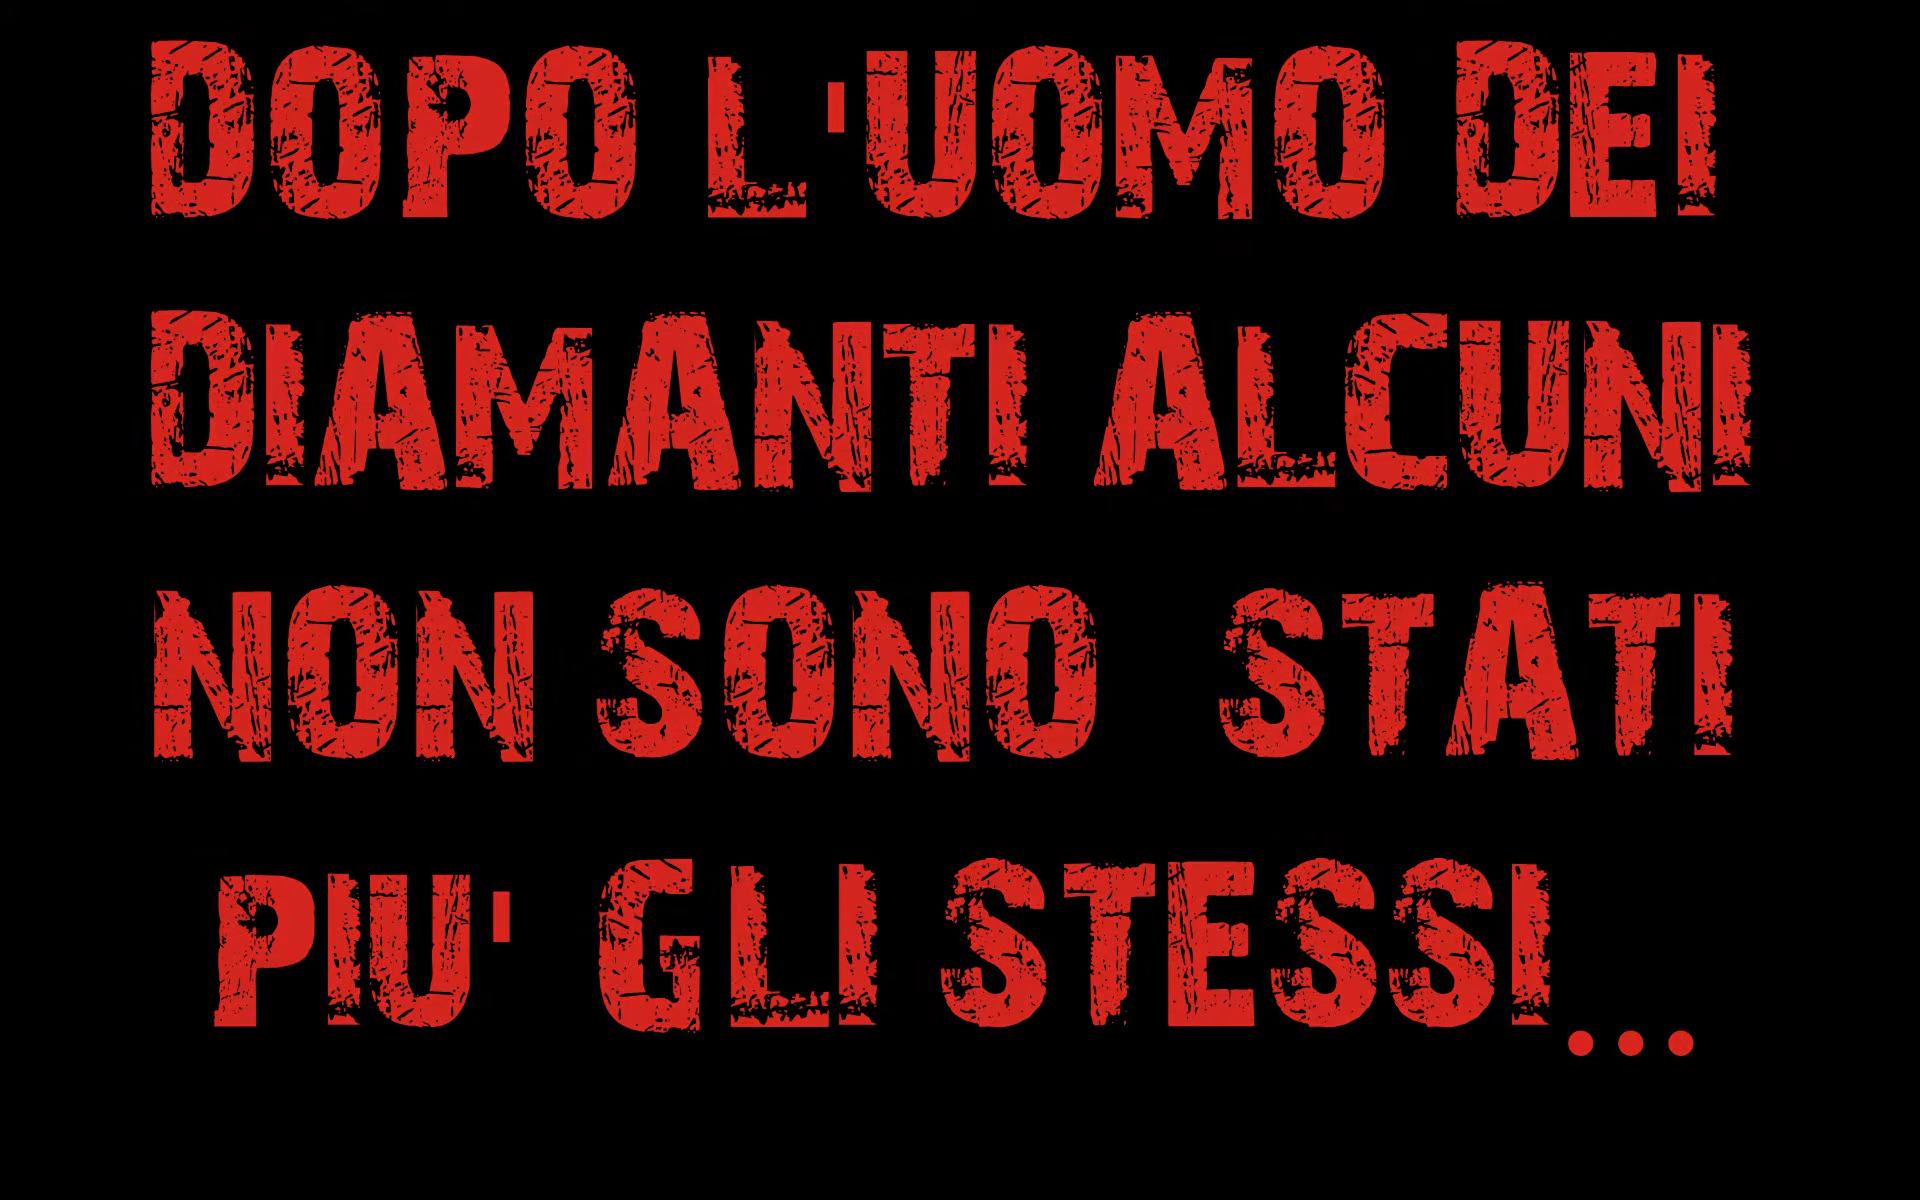 DOPO L'UOMO DEI
DIAMANTI ALCUNI
NON SONO STATI
PIU' GLI STESSI...